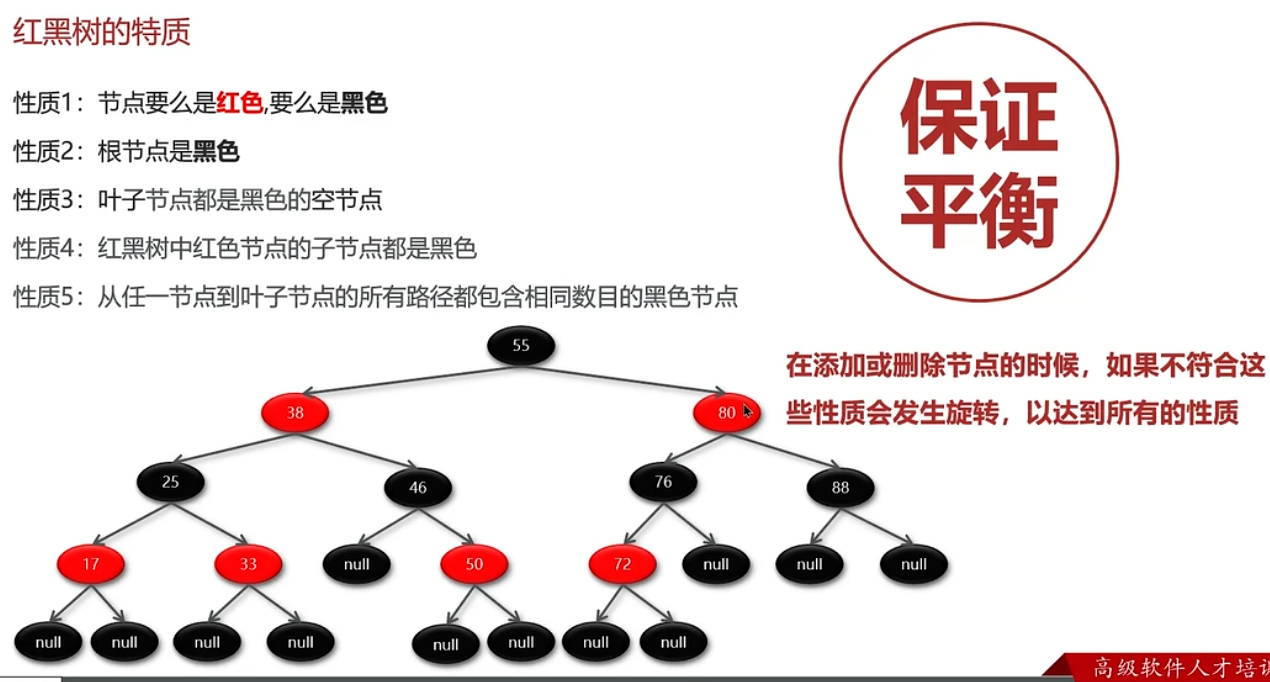 红黑树的特质
保证
平衡
性质1：节点要么是红色,要么是黑色
性质2：根节点是黑色
性质3：叶子节点都是黑色的空节点
性质4：红黑树中红色节点的子节点都是黑色
性质5：从任一节点到叶子节点的所有路径都包含相同数目的黑色节点
在添加或删除节点的时候，如果不符合这
些性质会发生旋转，以达到所有的性质
55
38 80
25 46 76 88
17 33 null 50 72 null null null
null null null null null null null null
高级软件人才培训